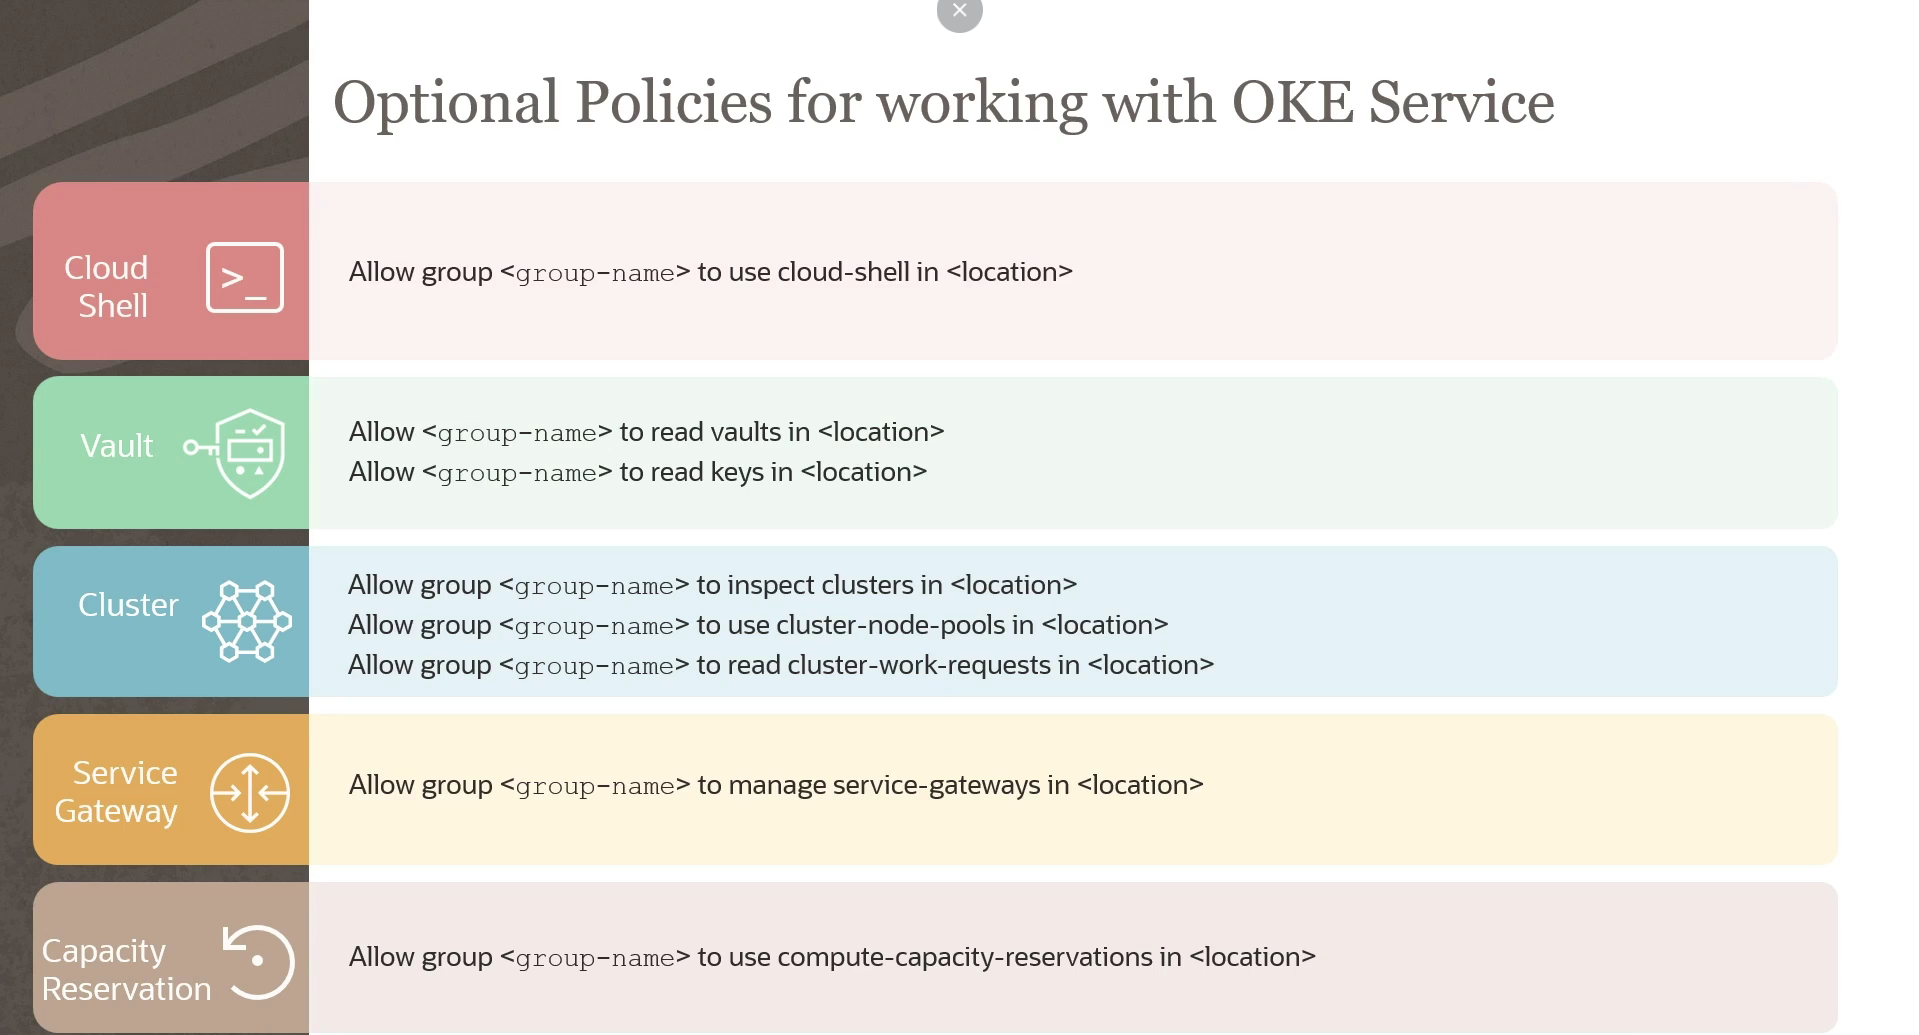 Optional Policies for working with OKE Service
Cloud
Shell
>_
Allow group <group-name> to use cloud-shell in <location>
Vault
Allow <group-name> to read vaults in <location>
Allow <group-name> to read keys in <location>
Cluster
Allow group <group-name> to inspect clusters in <location>
Allow group <group-name> to use cluster-node-pools in <location>
Allow group <group-name> to read cluster-work-requests in <location>
Service
Gateway
Allow group <group-name> to manage service-gateways in <location>
Capacity
Reservation
Allow group <group-name> to use compute-capacity-reservations in <location>